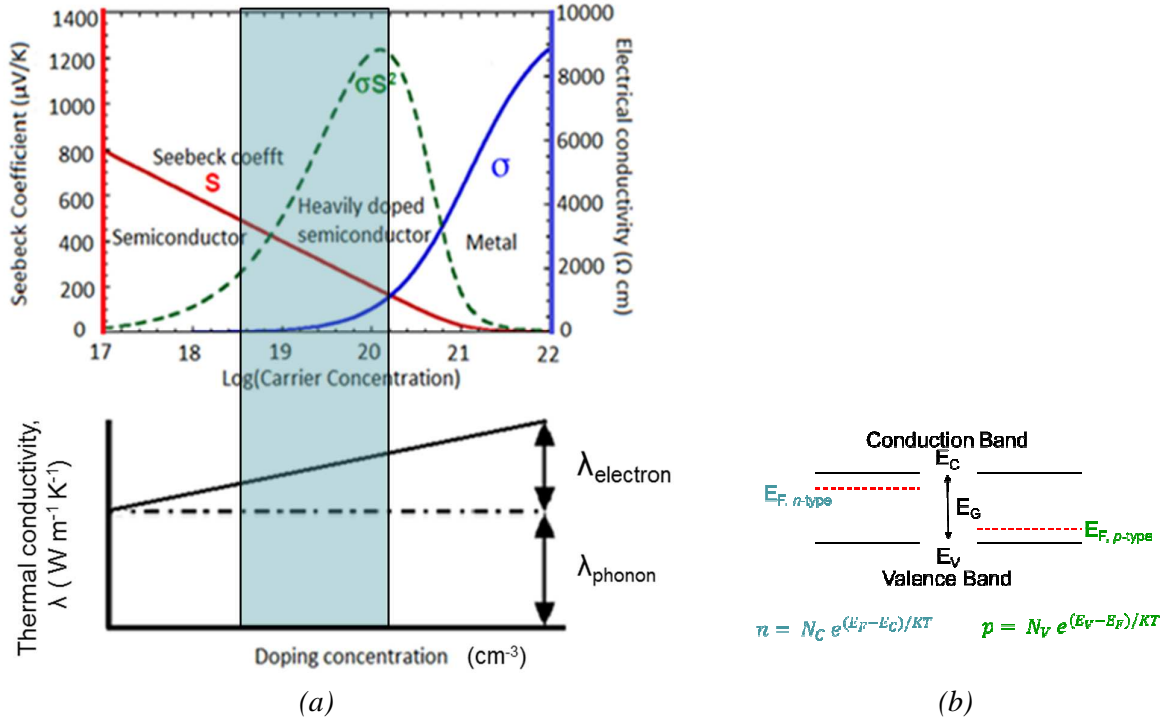 1400
1200
1000
800
600
400
200
0
Seebeck Coefficient (µV/K)
10000
8000
6000
4000
2000
0
Electrical conductivity (Ω cm)
σS²
Seebeck coefft
S
σ
Heavily doped
semiconductor
Semiconductor
Metal
17 18 19 20 21 22
Log(Carrier Concentration)
Thermal conductivity,
λ ( W m-1 K-1)
λelectron
λphonon
Doping concentration (cm-3)
(a)
Conduction Band
EC
EF, n-type
EG
EF, p-type
EV
Valence Band
n = NC e(EF−EC)/KT
p = NV e(EV−EF)/KT
(b)